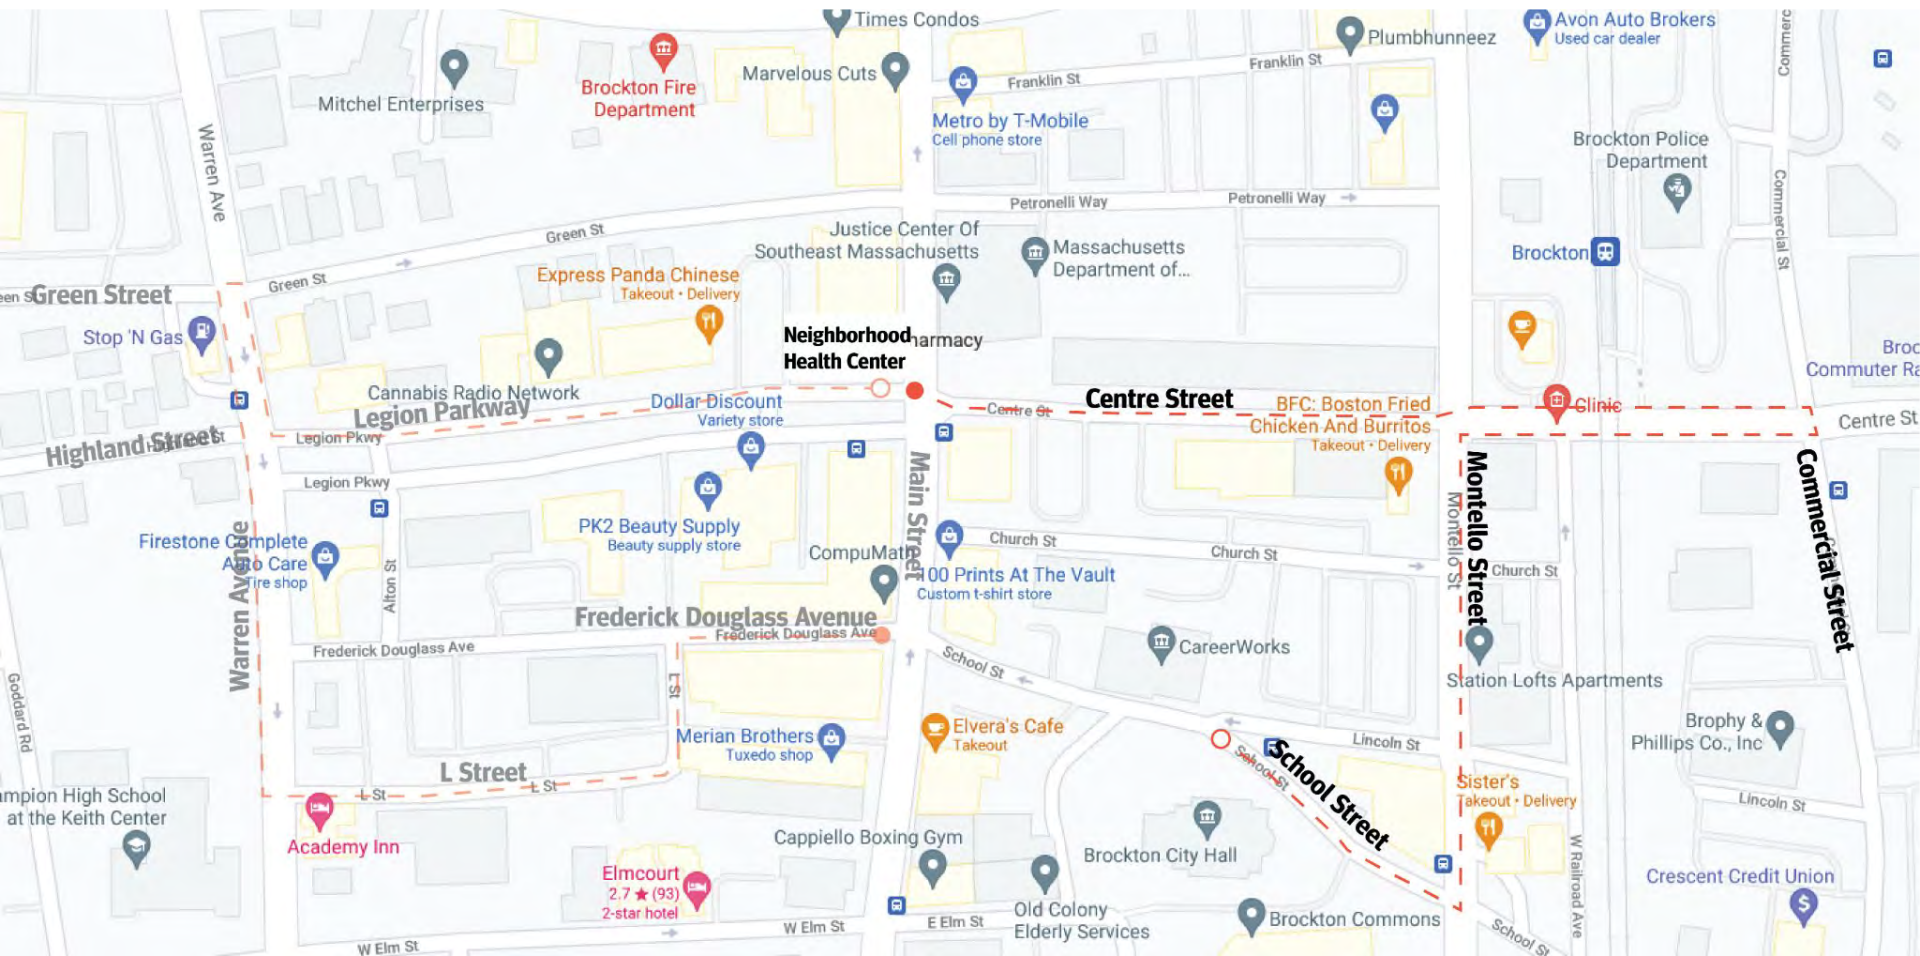 Times Condos
Avon Auto Brokers
Used car dealer
Plumbhunneez
Commerc
Marvelous Cuts
Franklin St
Franklin St
Mitchel Enterprises
Brockton Fire
Department
Metro by T-Mobile
Cell phone store
Brockton Police
Department
Warren Ave
Commercial St
Petronelli Way
Petronelli Way
Green St
Justice Center Of
Southeast Massachusetts
Massachusetts
Department of...
Brockton
Green St
Express Panda Chinese
Takeout • Delivery
een S
Green Street
Stop 'N Gas
Neighborhood
Health Center
harmacy
Broc
Commuter Ra
Cannabis Radio Network
Legion Parkway
Dollar Discount
Variety store
Centre Street
Centre St
BFC: Boston Fried
Chicken And Burritos
Takeout • Delivery
Clinic
Centre St
Highland Street
Legion Pkwy
Legion Pkwy
Main Street
Montello Street
Montello St
Commercial Street
PK2 Beauty Supply
Beauty supply store
Firestone Complete
Auto Care
Tire shop
Warren Avenue
Alton St
CompuMath
Church St
Church St
Church St
100 Prints At The Vault
Custom t-shirt store
Frederick Douglass Avenue
Frederick Douglass Ave
Frederick Douglass Ave
School St
CareerWorks
Station Lofts Apartments
Goddard Rd
L St
Merian Brothers
Tuxedo shop
Elvera's Cafe
Takeout
School Street
School St
Lincoln St
Brophy &
Phillips Co., Inc
L Street
L St
L St
ampion High School
at the Keith Center
Sister's
Takeout • Delivery
Lincoln St
Academy Inn
Cappiello Boxing Gym
Brockton City Hall
W Railroad Ave
Elmcourt
2.7 ★ (93)
2-star hotel
Crescent Credit Union
Old Colony
Elderly Services
Brockton Commons
W Elm St
W Elm St
E Elm St
School St